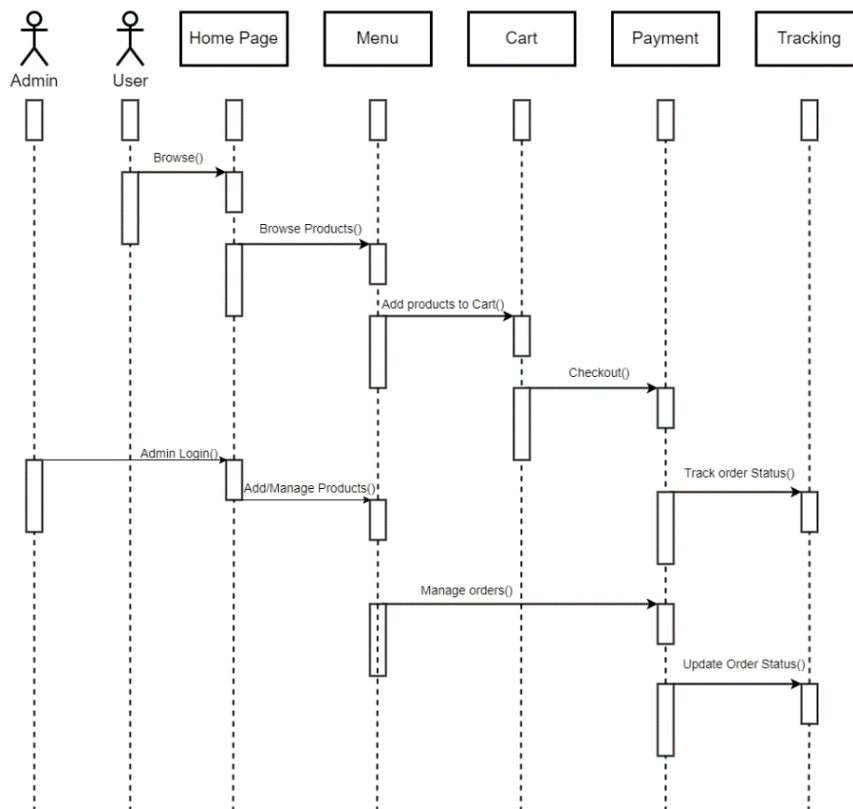 Home Page
Menu
Cart
Payment
Tracking
Admin
User
Browse()
Browse Products()
Add products to Cart()
Checkout()
Admin Login()
Track order Status()
Add/Manage Products()
Manage orders()
Update Order Status()